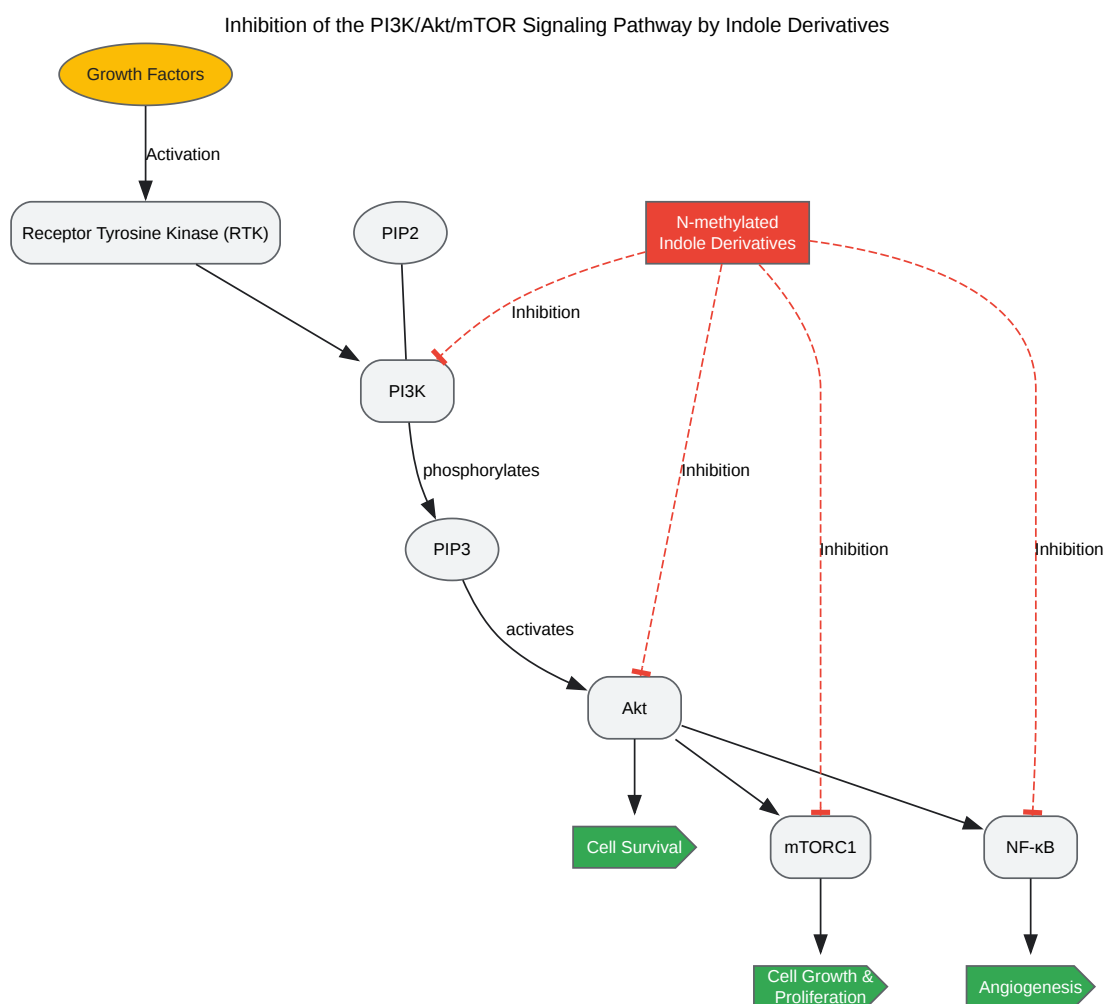 Inhibition of the PI3K/Akt/mTOR Signaling Pathway by Indole Derivatives
Growth Factors
Activation
Receptor Tyrosine Kinase (RTK)
PIP2
N-methylated
Indole Derivatives
Inhibition
PI3K
phosphorylates
Inhibition
PIP3
Inhibition
Inhibition
activates
Akt
Cell Survival
mTORC1
NF-κB
Cell Growth &
Proliferation
Angiogenesis